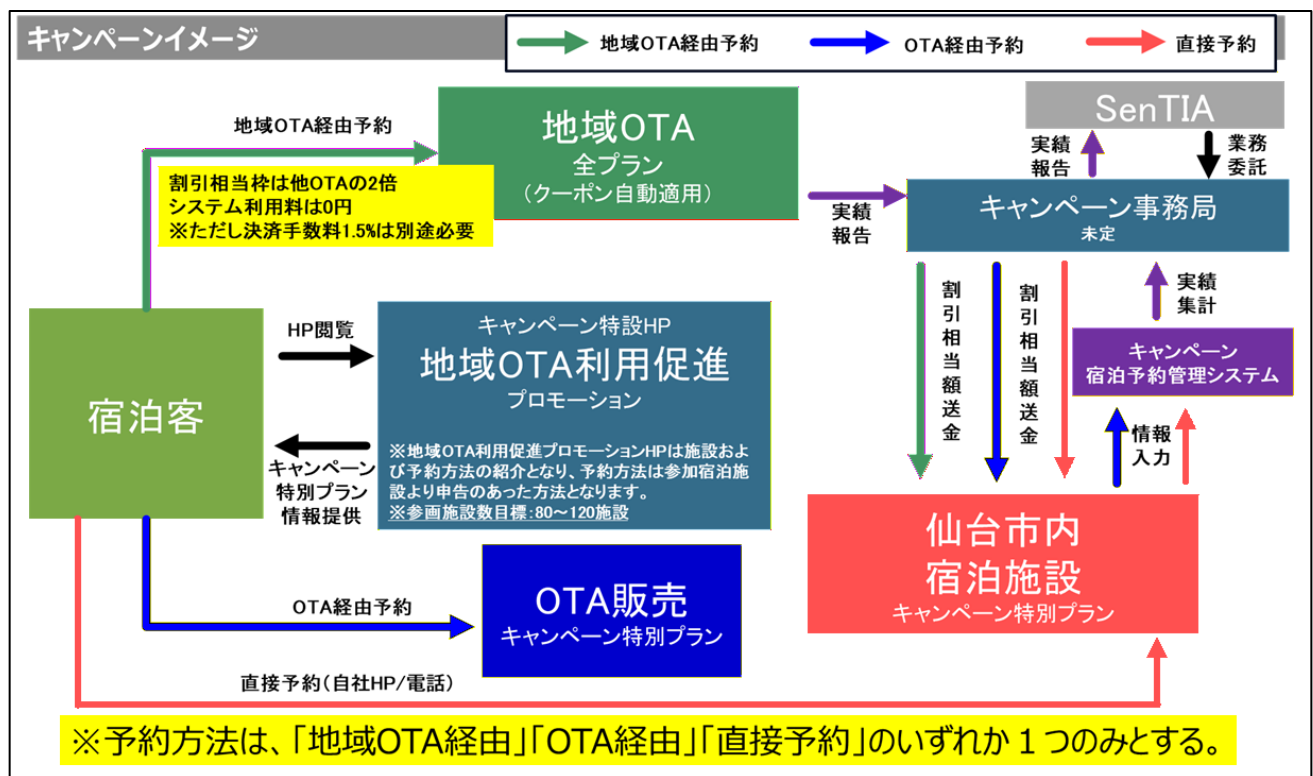 キャンペーンイメージ
地域OTA経由予約
OTA経由予約
直接予約
地域OTA経由予約
地域OTA
全プラン
(クーポン自動適用)
SenTIA
実績
報告
業務
委託
割引相当枠は他OTAの2倍
システム利用料は0円
※ただし決済手数料1.5%は別途必要
実績
報告
キャンペーン事務局
未定
宿泊客
HP閲覧
キャンペーン
特別プラン
情報提供
キャンペーン特設HP
地域OTA利用促進
プロモーション
※地域OTA利用促進プロモーションHPは施設およ
び予約方法の紹介となり、予約方法は参加宿泊施
設より申告のあった方法となります。
※参画施設数目標:80～120施設
割引相当額送金
割引相当額送金
実績
集計
キャンペーン
宿泊予約管理システム
情報
入力
仙台市内
宿泊施設
キャンペーン特別プラン
OTA経由予約
OTA販売
キャンペーン特別プラン
直接予約(自社HP/電話)
※予約方法は、「地域OTA経由」「OTA経由」「直接予約」のいずれか１つのみとする。